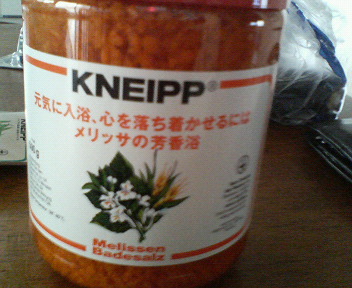 KNEIPP®
元気に入浴、心を落ち着かせるには
メリッサの芳香浴
Melissen
Badesalz